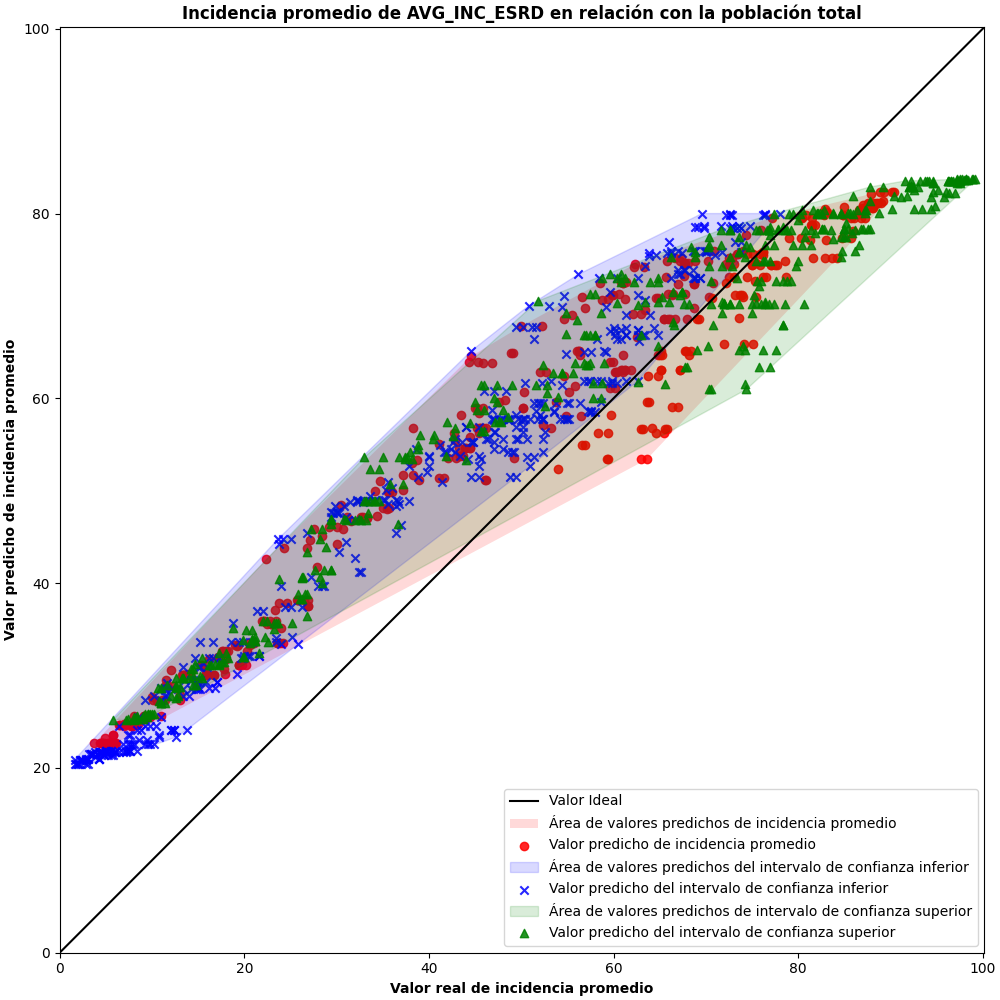 Incidencia promedio de AVG_INC_ESRD en relación con la población total
Valor predicho de incidencia promedio
100
80
60
40
20
0
0 20 40 60 80 100
Valor real de incidencia promedio
Valor Ideal
Área de valores predichos de incidencia promedio
Valor predicho de incidencia promedio
Área de valores predichos del intervalo de confianza inferior
Valor predicho del intervalo de confianza inferior
Área de valores predichos de intervalo de confianza superior
Valor predicho del intervalo de confianza superior